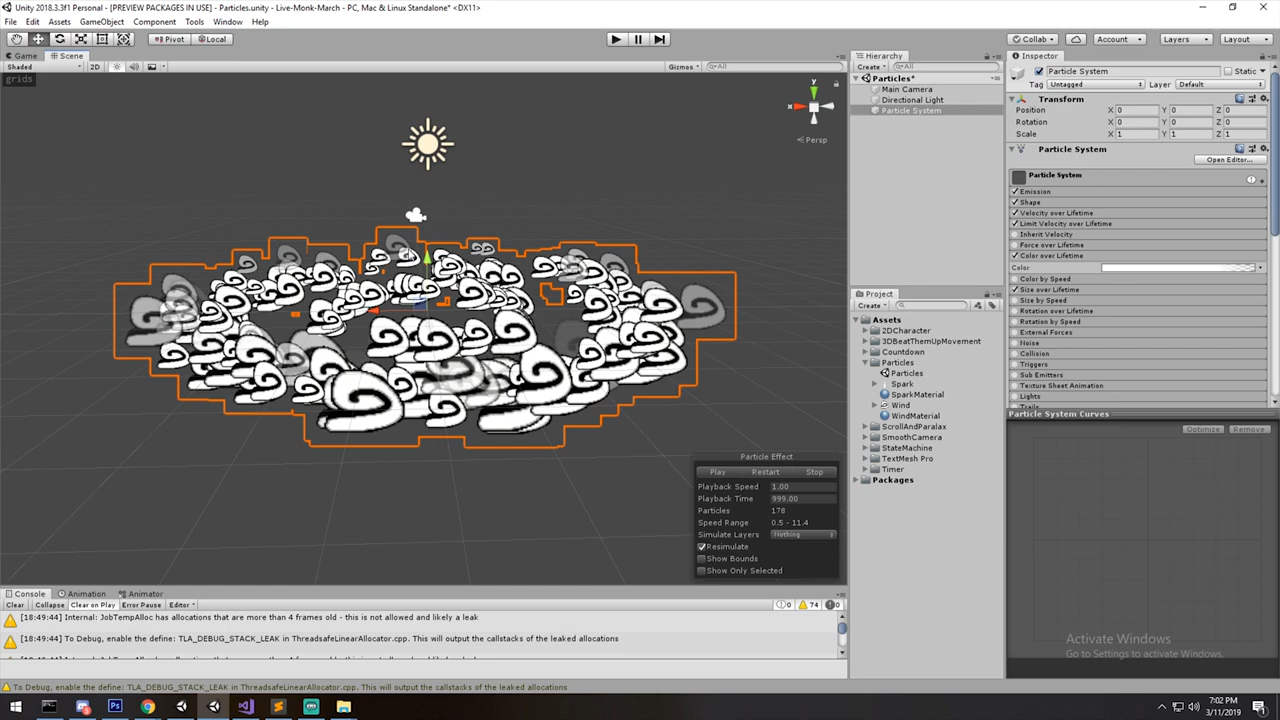 Unity 2018.3.3f1 Personal - [PREVIEW PACKAGES IN USE] - Particles.unity - Live-Monk-March - PC, Mac & Linux Standalone* <DX11>
File Edit Assets GameObject Component Tools Window Help
Pivot Local Collab Account Layers Layout
Game Scene
Shaded 2D Gizmos All
grids
y
x
Persp
Particle Effect
Play Restart Stop
Playback Speed 1.00
Playback Time 999.00
Particles 178
Speed Range 0.5 - 11.4
Simulate Layers Nothing
Resimulate
Show Bounds
Show Only Selected
Hierarchy
Create All
Particles*
Main Camera
Directional Light
Particle System
Project
Create
Assets
2DCharacter
3DBeatThemUpMovement
Countdown
Particles
Particles
Spark
SparkMaterial
Wind
WindMaterial
ScrollAndParalax
SmoothCamera
StateMachine
TextMesh Pro
Timer
Packages
Inspector
Particle System Static
Tag Untagged Layer Default
Transform
Position X 0 Y 0 Z 0
Rotation X 0 Y 0 Z 0
Scale X 1 Y 1 Z 1
Particle System
Open Editor...
Particle System
Emission
Shape
Velocity over Lifetime
Limit Velocity over Lifetime
Inherit Velocity
Force over Lifetime
Color over Lifetime
Color
Color by Speed
Size over Lifetime
Size by Speed
Rotation over Lifetime
Rotation by Speed
External Forces
Noise
Collision
Triggers
Sub Emitters
Texture Sheet Animation
Lights
Particle System Curves
Optimize Remove
Console Animation Animator
Clear Collapse Clear on Play Error Pause Editor 0 74 0
[18:49:44] Internal: JobTempAlloc has allocations that are more than 4 frames old - this is not allowed and likely a leak
[18:49:44] To Debug, enable the define: TLA_DEBUG_STACK_LEAK in ThreadsafeLinearAllocator.cpp. This will output the callstacks of the leaked allocations
To Debug, enable the define: TLA_DEBUG_STACK_LEAK in ThreadsafeLinearAllocator.cpp. This will output the callstacks of the leaked allocations
Activate Windows
Go to Settings to activate Windows.
7:02 PM
3/11/2019